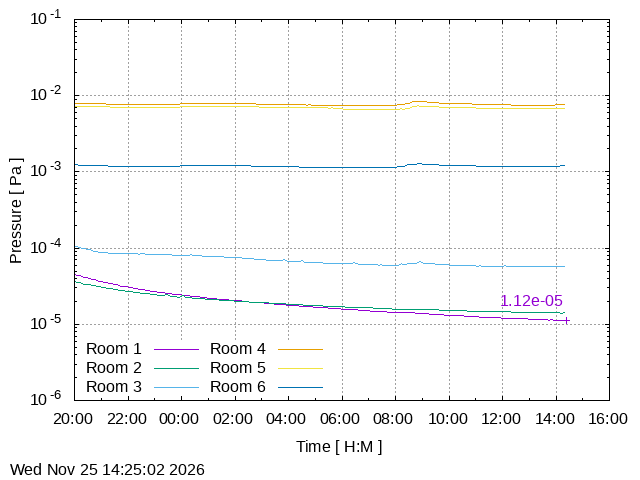 10^-1
10^-2
10^-3
10^-4
10^-5
10^-6
Pressure [ Pa ]
1.12e-05
Room 1 Room 4
Room 2 Room 5
Room 3 Room 6
20:00 22:00 00:00 02:00 04:00 06:00 08:00 10:00 12:00 14:00 16:00
Time [ H:M ]
Wed Nov 25 14:25:02 2026